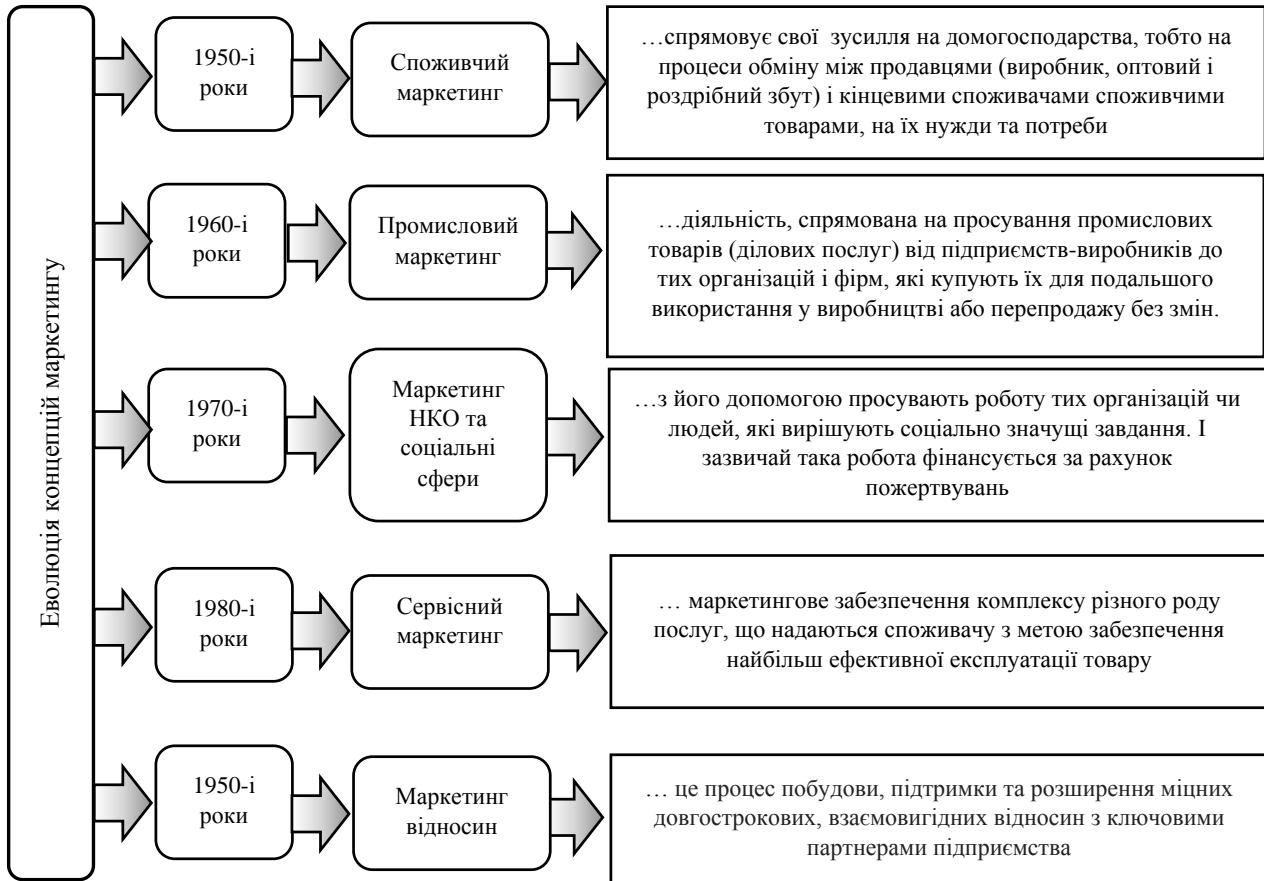 Еволюція концепцій маркетингу
1950-і
роки
Споживчий
маркетинг
…спрямовує свої зусилля на домогосподарства, тобто на
процеси обміну між продавцями (виробник, оптовий і
роздрібний збут) і кінцевими споживачами споживчими
товарами, на їх нужди та потреби
1960-і
роки
Промисловий
маркетинг
…діяльність, спрямована на просування промислових
товарів (ділових послуг) від підприємств-виробників до
тих організацій і фірм, які купують їх для подальшого
використання у виробництві або перепродажу без змін.
1970-і
роки
Маркетинг
НКО та
соціальні
сфери
…з його допомогою просувають роботу тих організацій чи
людей, які вирішують соціально значущі завдання. І
зазвичай така робота фінансується за рахунок
пожертвувань
1980-і
роки
Сервісний
маркетинг
… маркетингове забезпечення комплексу різного роду
послуг, що надаються споживачу з метою забезпечення
найбільш ефективної експлуатації товару
1950-і
роки
Маркетинг
відносин
… це процес побудови, підтримки та розширення міцних
довгострокових, взаємовигідних відносин з ключовими
партнерами підприємства